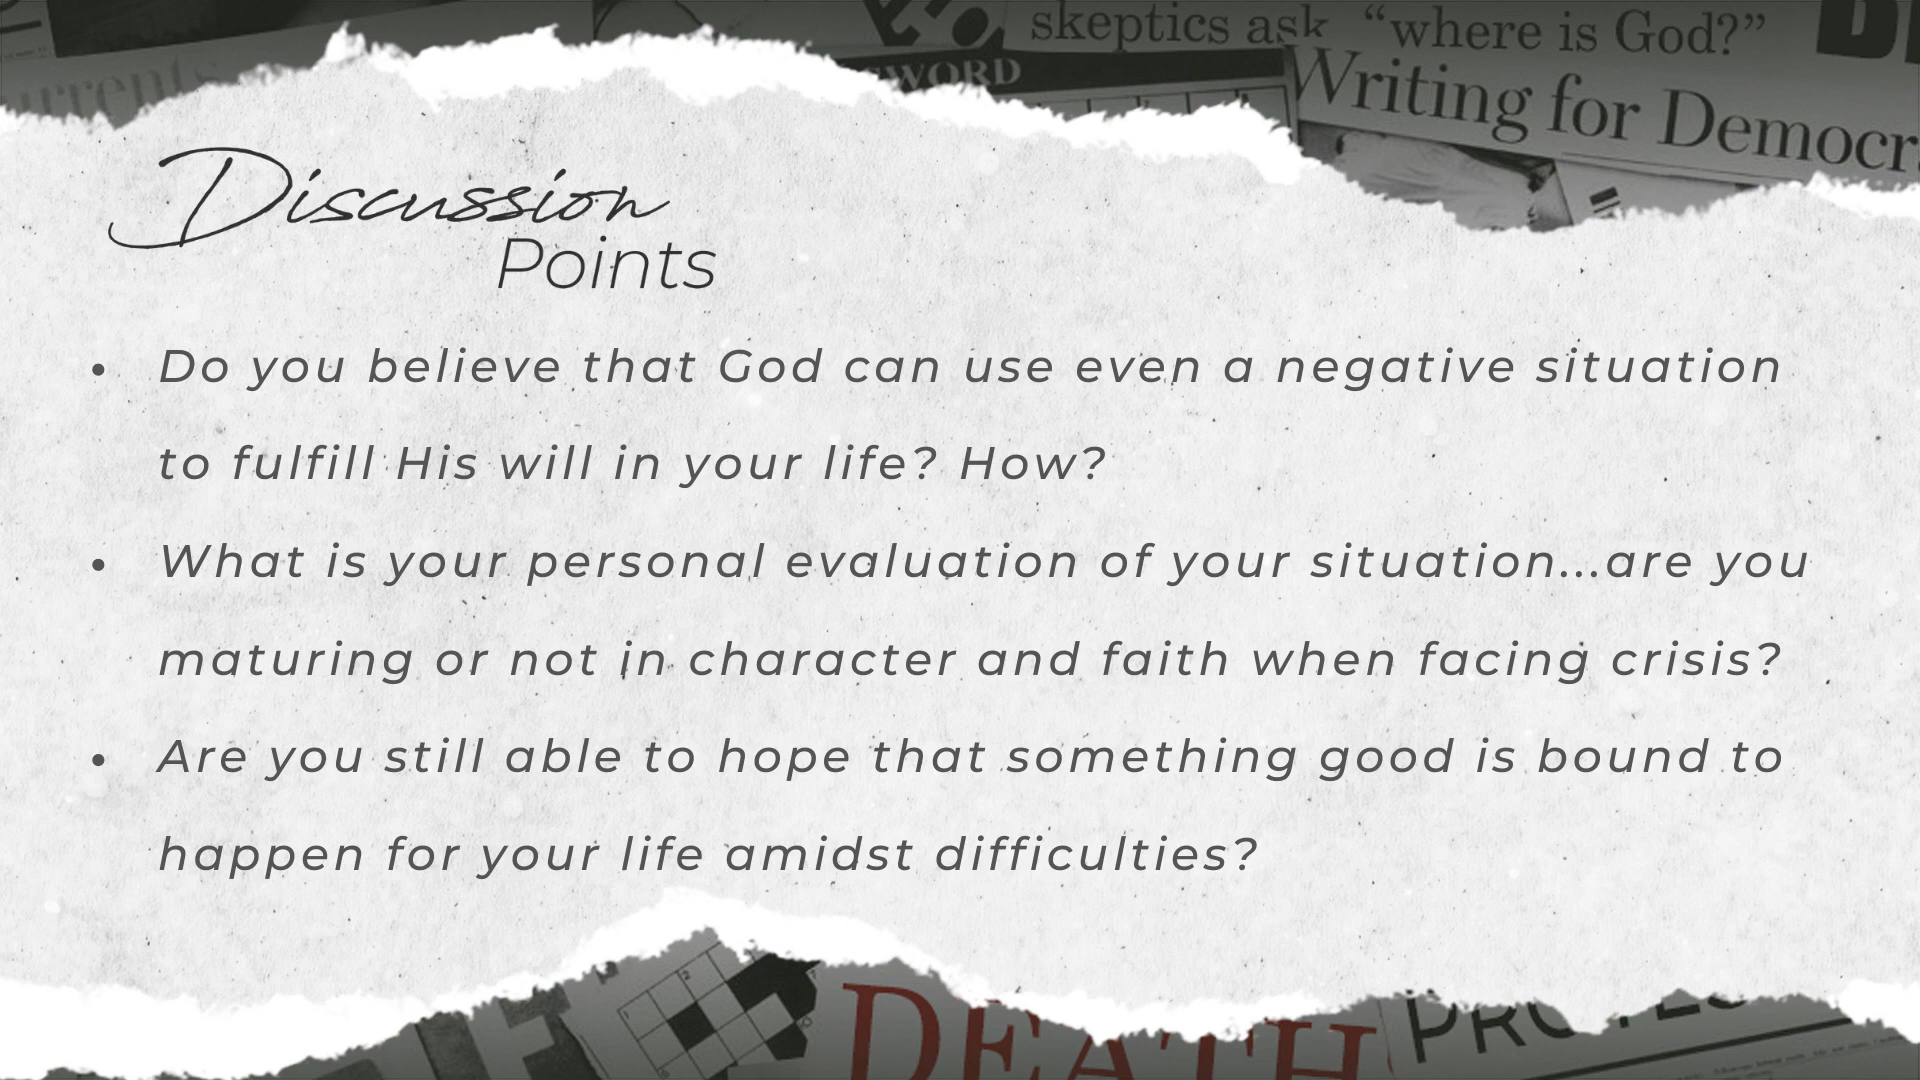 skeptics ask “where is God?”
Writing for Democr
WORD
Discussion
Points
• Do you believe that God can use even a negative situation
to fulfill His will in your life? How?
• What is your personal evaluation of your situation...are you
maturing or not in character and faith when facing crisis?
• Are you still able to hope that something good is bound to
happen for your life amidst difficulties?
DEATH